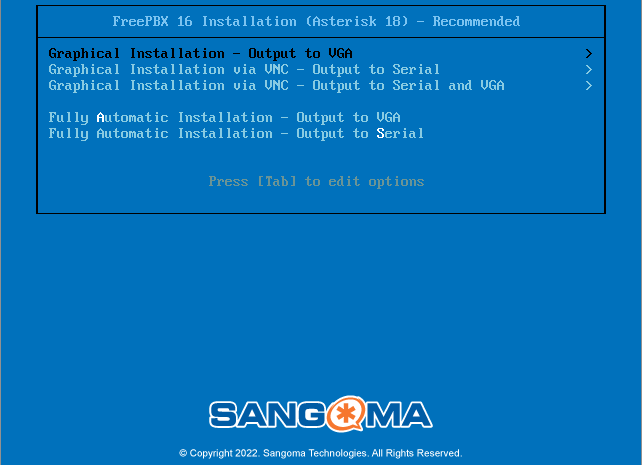 FreePBX 16 Installation (Asterisk 18) - Recommended
Graphical Installation - Output to VGA >
Graphical Installation via VNC - Output to Serial >
Graphical Installation via VNC - Output to Serial and VGA >
Fully Automatic Installation - Output to VGA
Fully Automatic Installation - Output to Serial
Press [Tab] to edit options
SANGOMA
© Copyright 2022. Sangoma Technologies. All Rights Reserved.